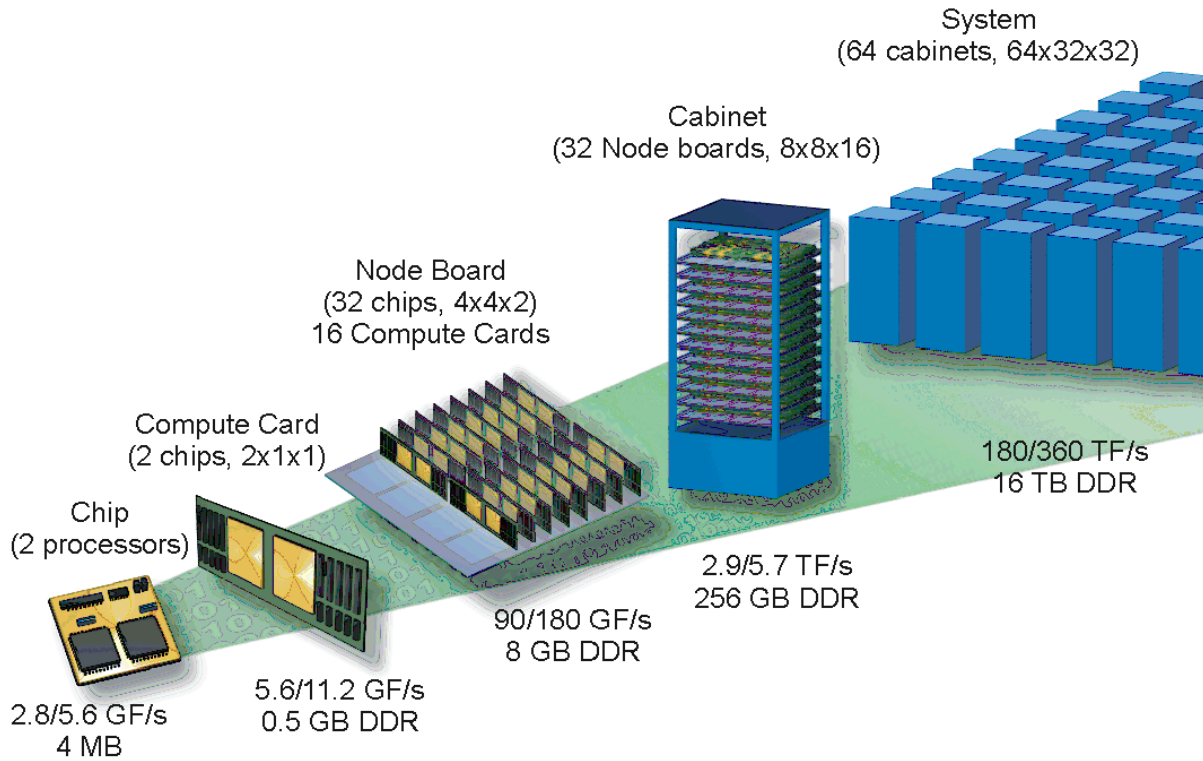 System
(64 cabinets, 64x32x32)
Cabinet
(32 Node boards, 8x8x16)
Node Board
(32 chips, 4x4x2)
16 Compute Cards
Compute Card
(2 chips, 2x1x1)
Chip
(2 processors)
180/360 TF/s
16 TB DDR
2.9/5.7 TF/s
256 GB DDR
90/180 GF/s
8 GB DDR
5.6/11.2 GF/s
0.5 GB DDR
2.8/5.6 GF/s
4 MB